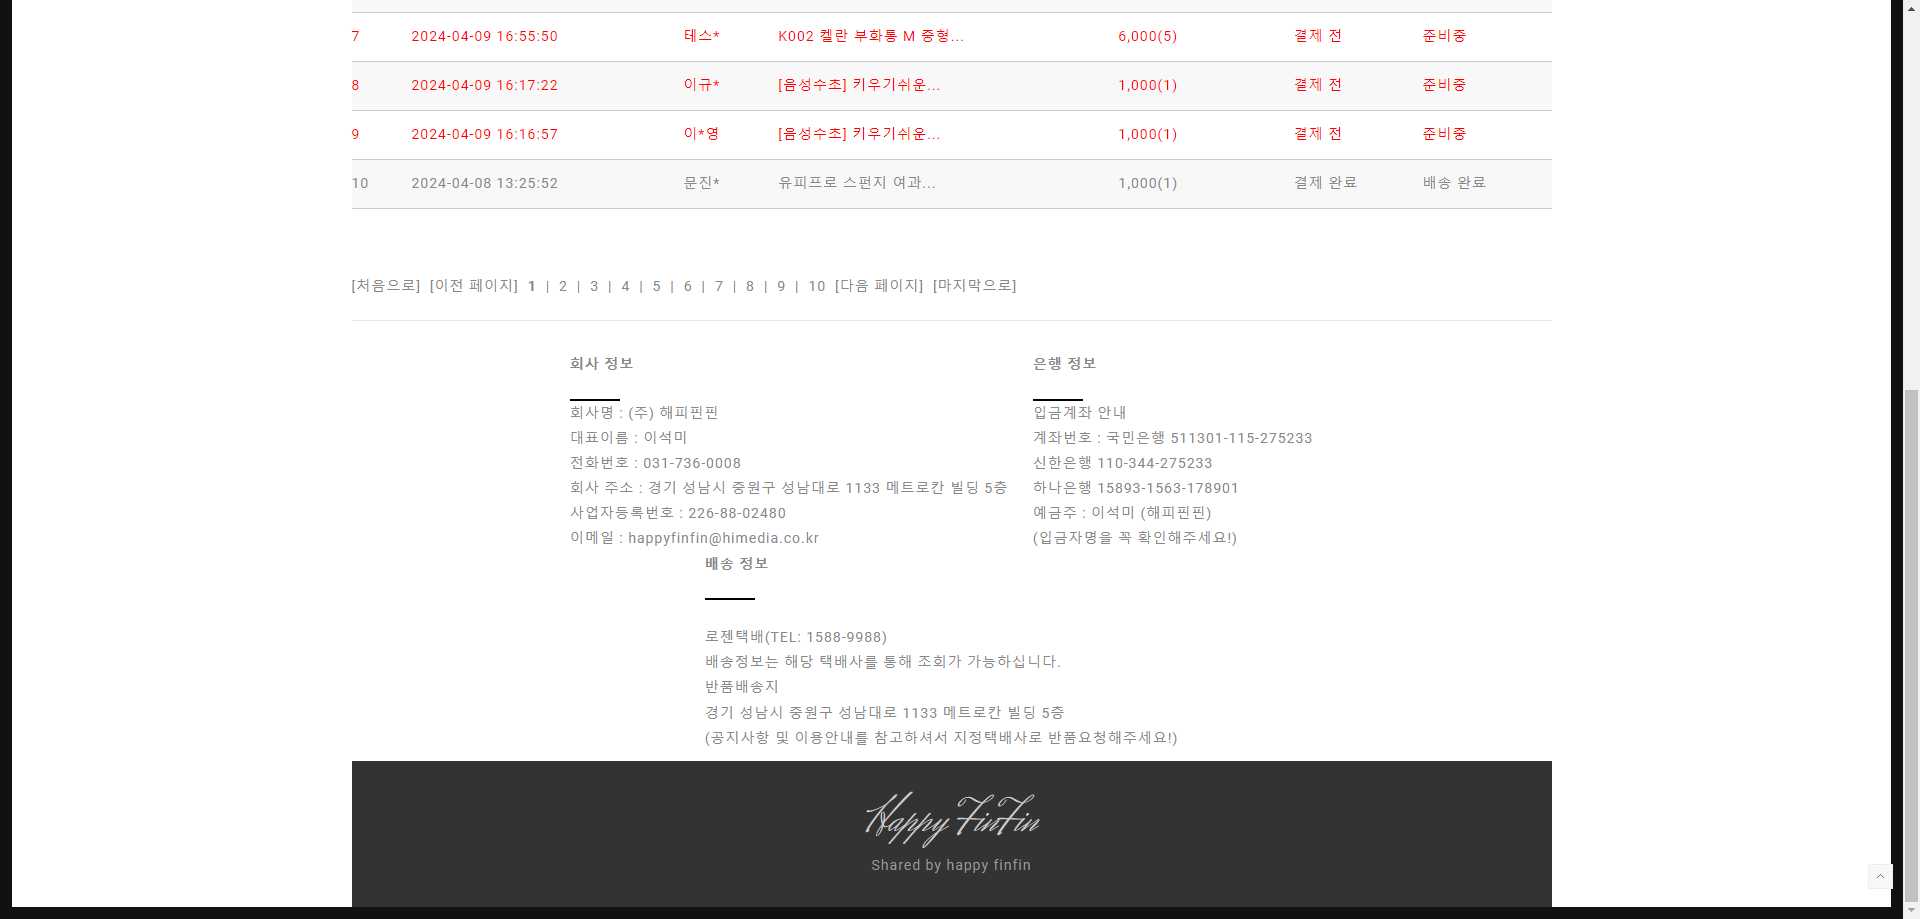 7 2024-04-09 16:55:50 테스* K002 켈란 부화통 M 중형... 6,000(5) 결제 전 준비중
8 2024-04-09 16:17:22 이규* [음성수초] 키우기쉬운... 1,000(1) 결제 전 준비중
9 2024-04-09 16:16:57 이*영 [음성수초] 키우기쉬운... 1,000(1) 결제 전 준비중
10 2024-04-08 13:25:52 문진* 유피프로 스펀지 여과... 1,000(1) 결제 완료 배송 완료
[처음으로] [이전 페이지] 1 | 2 | 3 | 4 | 5 | 6 | 7 | 8 | 9 | 10 [다음 페이지] [마지막으로]
회사 정보
회사명 : (주) 해피핀핀
대표이름 : 이석미
전화번호 : 031-736-0008
회사 주소 : 경기 성남시 중원구 성남대로 1133 메트로칸 빌딩 5층
사업자등록번호 : 226-88-02480
이메일 : happyfinfin@himedia.co.kr
은행 정보
입금계좌 안내
계좌번호 : 국민은행 511301-115-275233
신한은행 110-344-275233
하나은행 15893-1563-178901
예금주 : 이석미 (해피핀핀)
(입금자명을 꼭 확인해주세요!)
배송 정보
로젠택배(TEL: 1588-9988)
배송정보는 해당 택배사를 통해 조회가 가능하십니다.
반품배송지
경기 성남시 중원구 성남대로 1133 메트로칸 빌딩 5층
(공지사항 및 이용안내를 참고하셔서 지정택배사로 반품요청해주세요!)
Happy FinFin
Shared by happy finfin